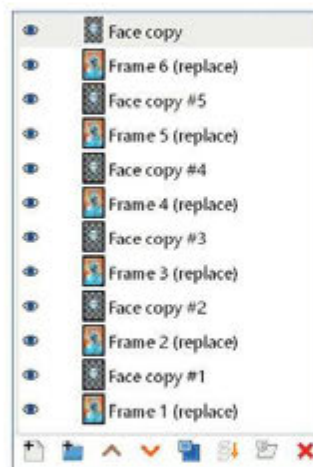 Face copy
Frame 6 (replace)
Face copy #5
Frame 5 (replace)
Face copy #4
Frame 4 (replace)
Face copy #3
Frame 3 (replace)
Face copy #2
Frame 2 (replace)
Face copy #1
Frame 1 (replace)